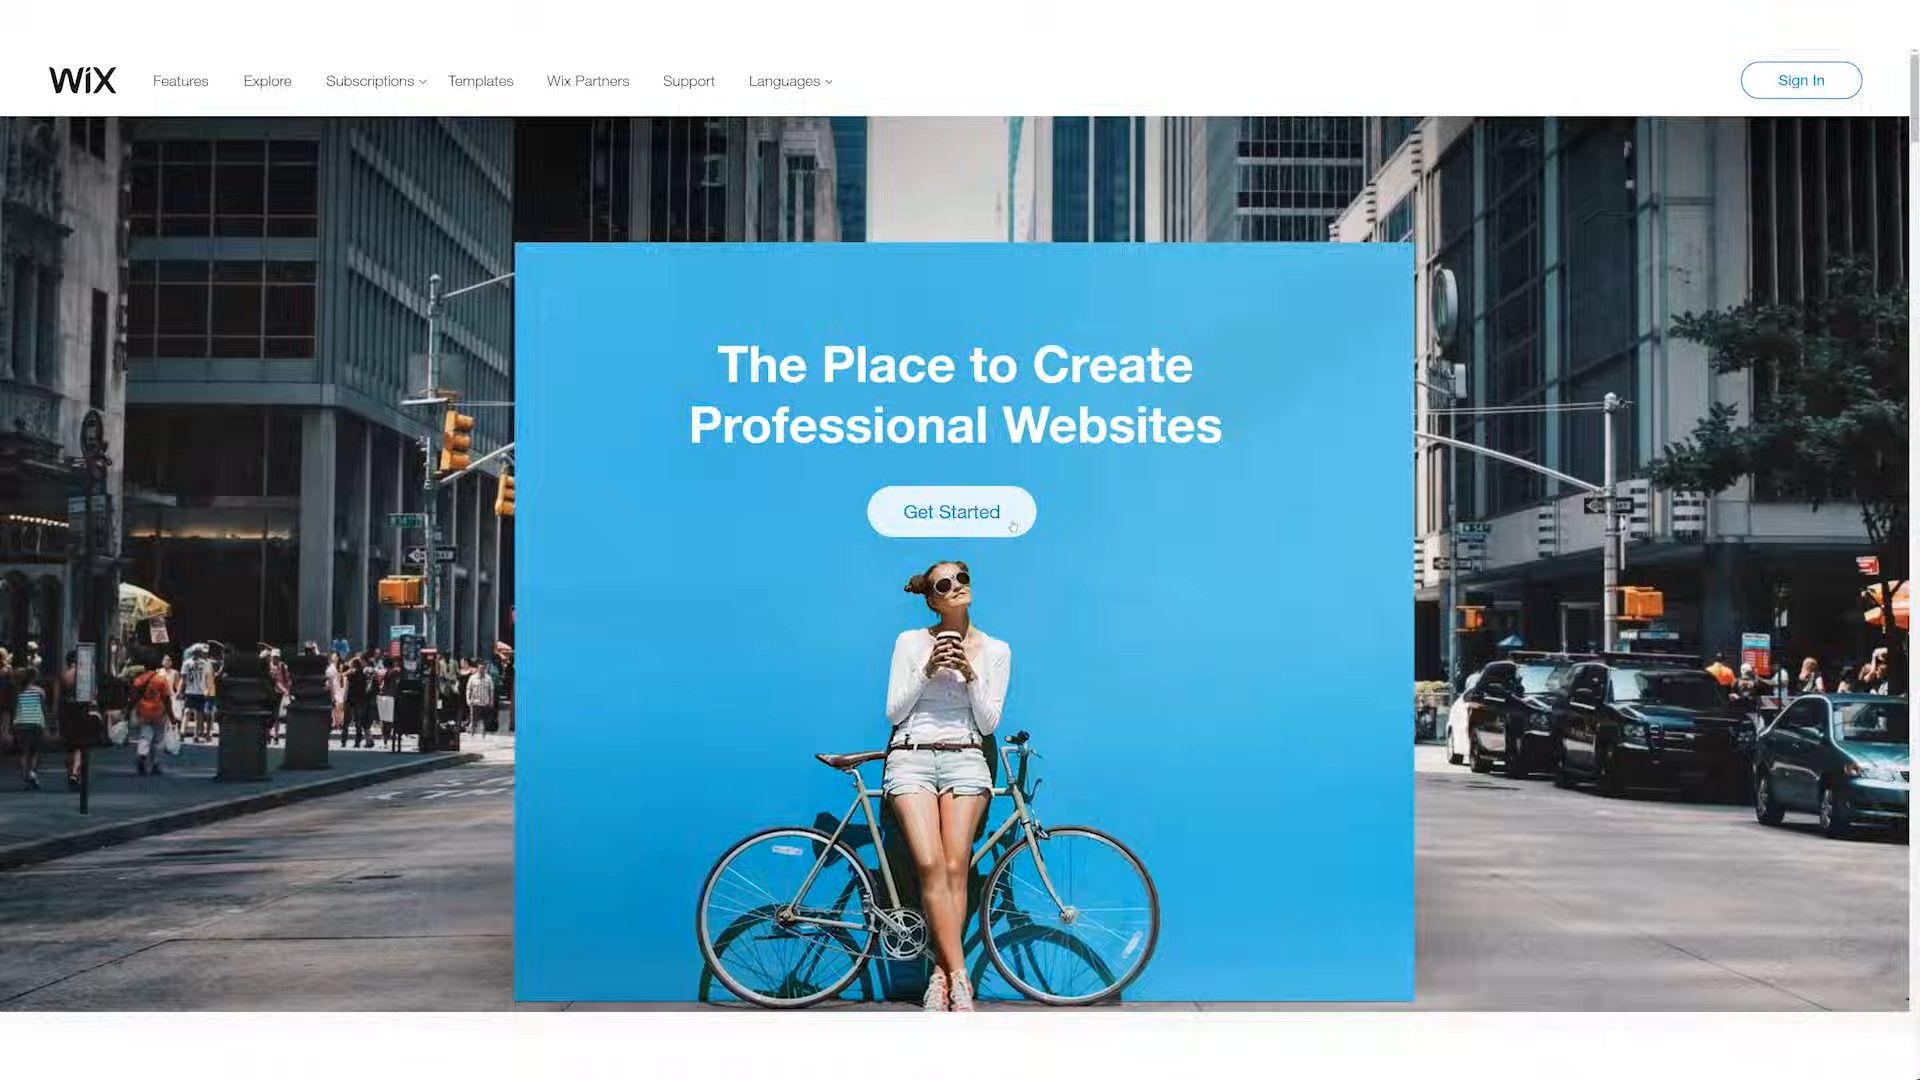 WiX
Features
Explore
Subscriptions
Templates
Wix Partners
Support
Languages
Sign In
The Place to Create
Professional Websites
Get Started